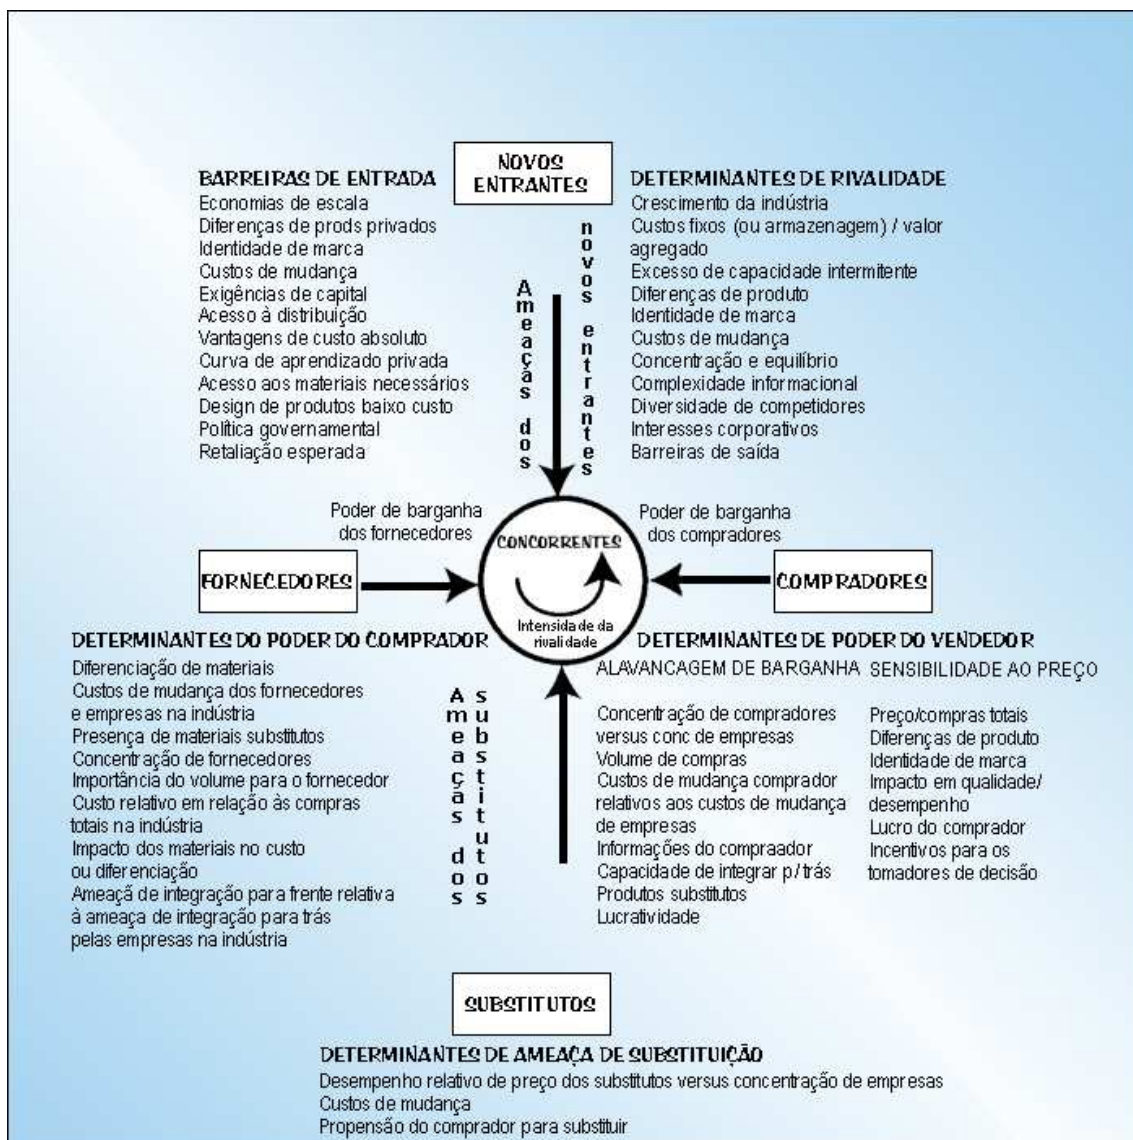 NOVOS
ENTRANTES
BARREIRAS DE ENTRADA
Economias de escala
Diferenças de prods privados
Identidade de marca
Custos de mudança
Exigências de capital
Acesso à distribuição
Vantagens de custo absoluto
Curva de aprendizado privada
Acesso aos materiais necessários
Design de produtos baixo custo
Política governamental
Retaliação esperada
Ameaças dos
novos entrantes
DETERMINANTES DE RIVALIDADE
Crescimento da indústria
Custos fixos (ou armazenagem) / valor
agregado
Excesso de capacidade intermitente
Diferenças de produto
Identidade de marca
Custos de mudança
Concentração e equilíbrio
Complexidade informacional
Diversidade de competidores
Interesses corporativos
Barreiras de saída
Poder de barganha
dos fornecedores
FORNECEDORES
CONCORRENTES
Intensidade da
rivalidade
Poder de barganha
dos compradores
COMPRADORES
DETERMINANTES DO PODER DO COMPRADOR
Diferenciação de materiais
Custos de mudança dos fornecedores
e empresas na indústria
Presença de materiais substitutos
Concentração de fornecedores
Importância do volume para o fornecedor
Custo relativo em relação às compras
totais na indústria
Impacto dos materiais no custo
ou diferenciação
Ameaçã de integração para frente relativa
à ameaça de integração para trás
pelas empresas na indústria
Ameaças dos
substitutos
DETERMINANTES DE PODER DO VENDEDOR
ALAVANCAGEM DE BARGANHA
Concentração de compradores
versus conc de empresas
Volume de compras
Custos de mudança comprador
relativos aos custos de mudança
de empresas
Informações do compraador
Capacidade de integrar p/ trás
Produtos substitutos
Lucratividade
SENSIBILIDADE AO PREÇO
Preço/compras totais
Diferenças de produto
Identidade de marca
Impacto em qualidade/
desempenho
Lucro do comprador
Incentivos para os
tomadores de decisão
SUBSTITUTOS
DETERMINANTES DE AMEAÇA DE SUBSTITUIÇÃO
Desempenho relativo de preço dos substitutos versus concentração de empresas
Custos de mudança
Propensão do comprador para substituir